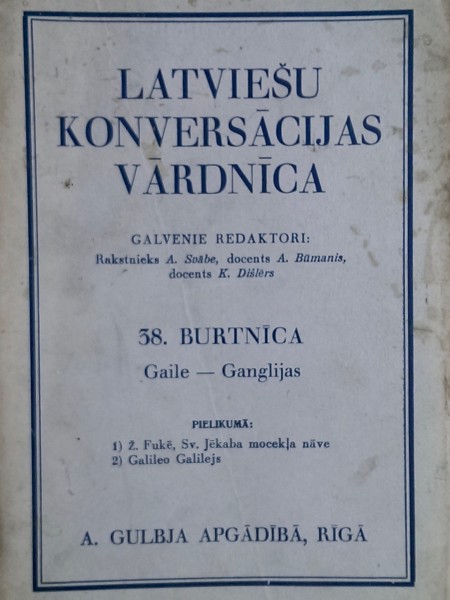 LATVIEŠU
KONVERSĀCIJAS
VĀRDNĪCA
GALVENIE REDAKTORI:
Rakstnieks A. Švābe, docents A. Būmanis,
docents K. Dišlērs
38. BURTNĪCA
Gaile — Ganglijas
PIELIKUMĀ:
1) Ž. Fukē, Sv. Jēkaba mocekļa nāve
2) Galileo Galilejs
A. GULBJA APGĀDĪBĀ, RĪGĀ